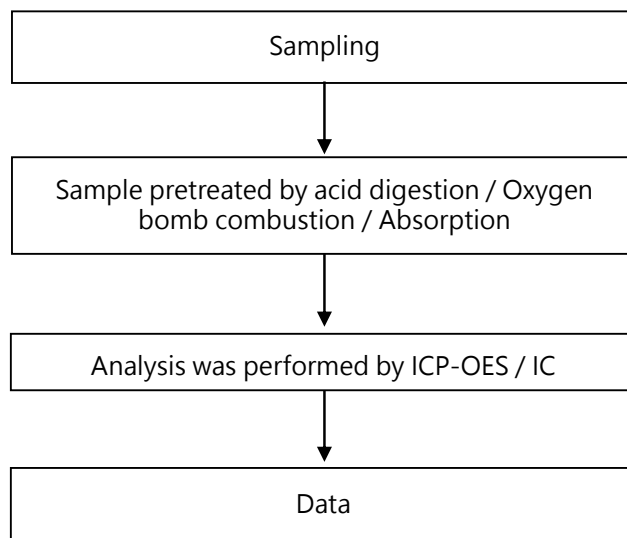 Sampling
Sample pretreated by acid digestion / Oxygen
bomb combustion / Absorption
Analysis was performed by ICP-OES / IC
Data